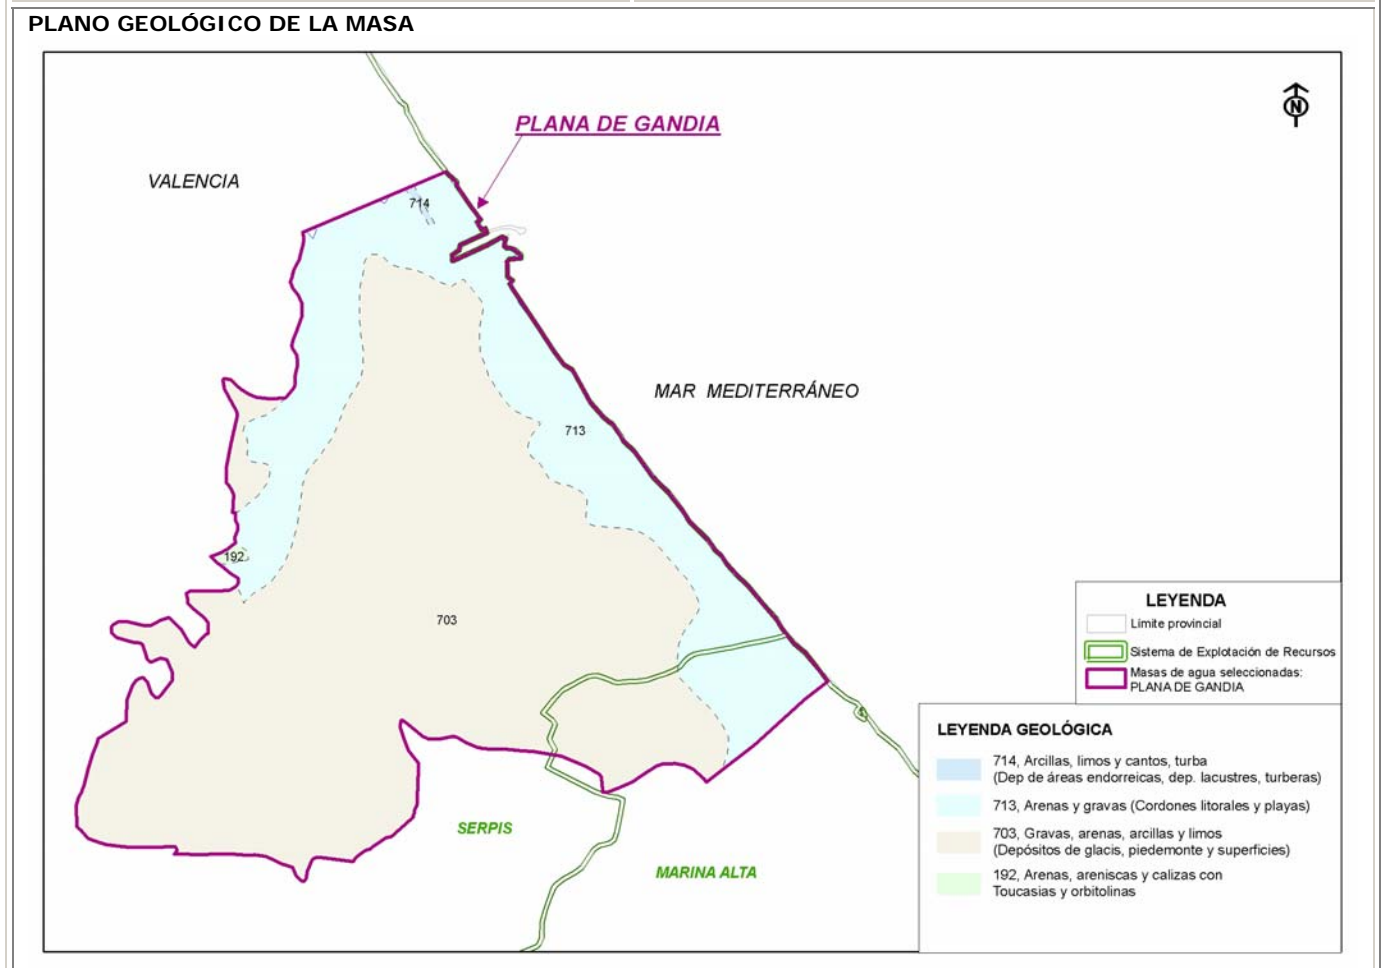 PLANO GEOLÓGICO DE LA MASA
PLANA DE GANDIA
N
VALENCIA
714
MAR MEDITERRÁNEO
713
192
703
SERPIS
MARINA ALTA
LEYENDA
Límite provincial
Sistema de Explotación de Recursos
Masas de agua seleccionadas:
PLANA DE GANDIA
LEYENDA GEOLÓGICA
714, Arcillas, limos y cantos, turba
(Dep de áreas endorreicas, dep. lacustres, turberas)
713, Arenas y gravas (Cordones litorales y playas)
703, Gravas, arenas, arcillas y limos
(Depósitos de glacis, piedemonte y superficies)
192, Arenas, areniscas y calizas con
Toucasias y orbitolinas